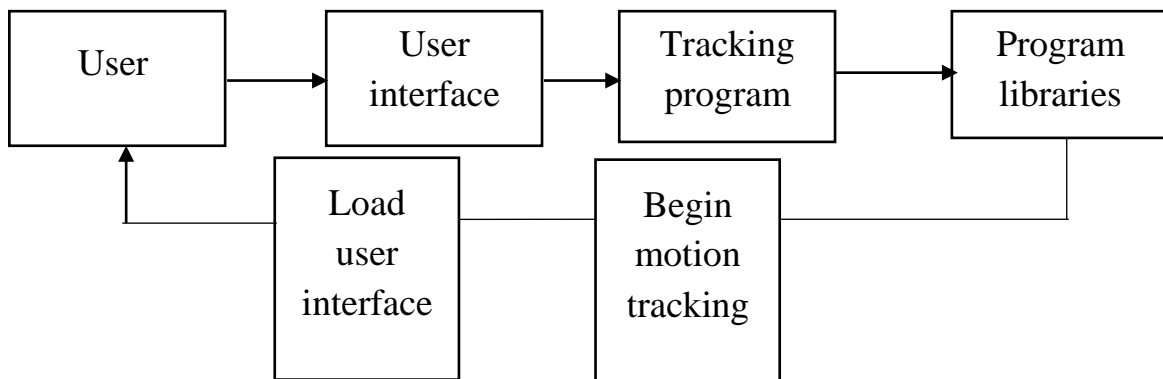 User
User
interface
Tracking
program
Program
libraries
Load
user
interface
Begin
motion
tracking